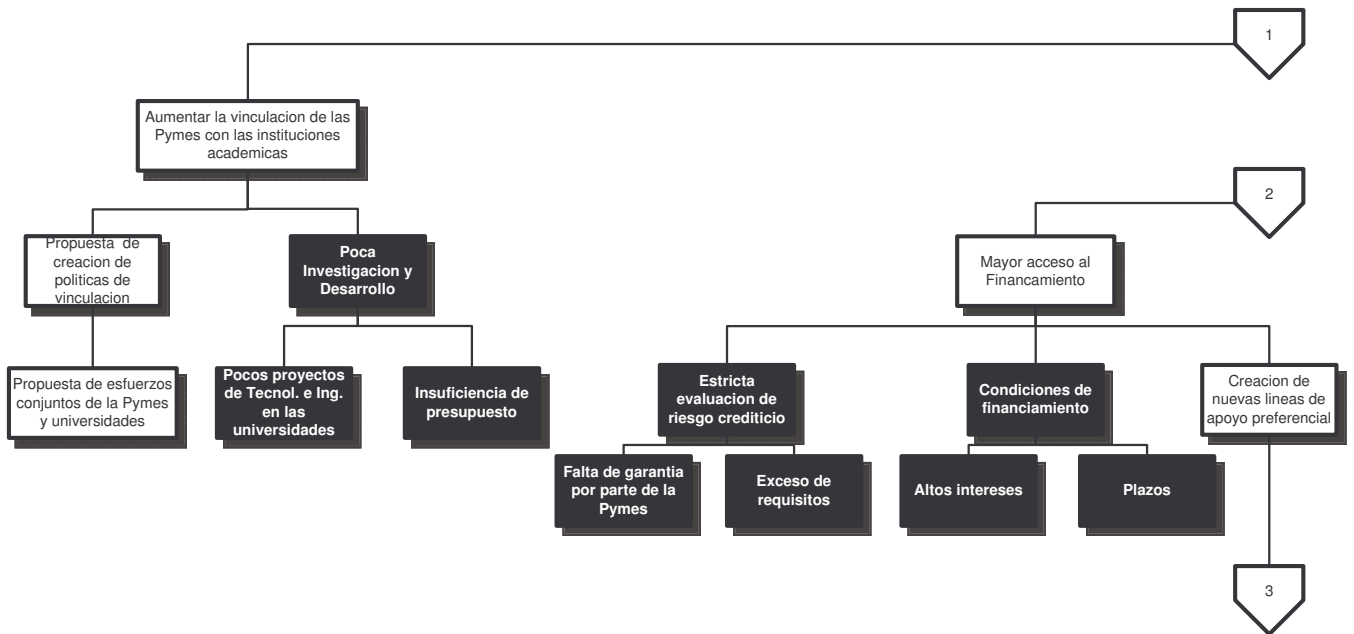 1
Aumentar la vinculacion de las
Pymes con las instituciones
academicas
2
Propuesta de
creacion de
politicas de
vinculacion
Poca
Investigacion y
Desarrollo
Mayor acceso al
Financamiento
Propuesta de esfuerzos
conjuntos de la Pymes
y universidades
Pocos proyectos
de Tecnol. e Ing.
en las
universidades
Insuficiencia de
presupuesto
Estricta
evaluacion de
riesgo crediticio
Condiciones de
financiamiento
Creacion de
nuevas lineas de
apoyo preferencial
Falta de garantia
por parte de la
Pymes
Exceso de
requisitos
Altos intereses
Plazos
3